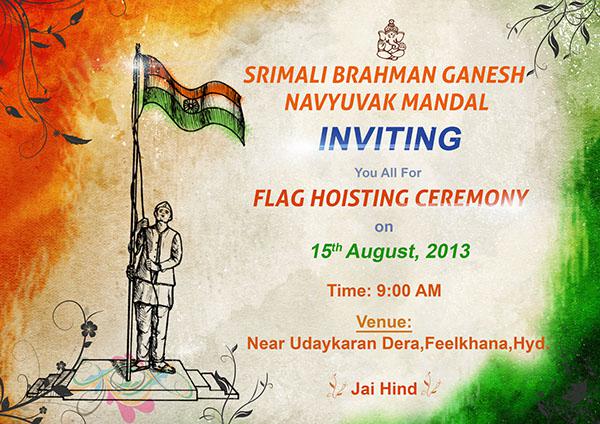 SRIMALI BRAHMAN GANESH
NAVYUVAK MANDAL
INVITING
You All For
FLAG HOISTING CEREMONY
on
15th August, 2013
Time: 9:00 AM
Venue:
Near Udaykaran Dera,Feelkhana,Hyd.
Jai Hind